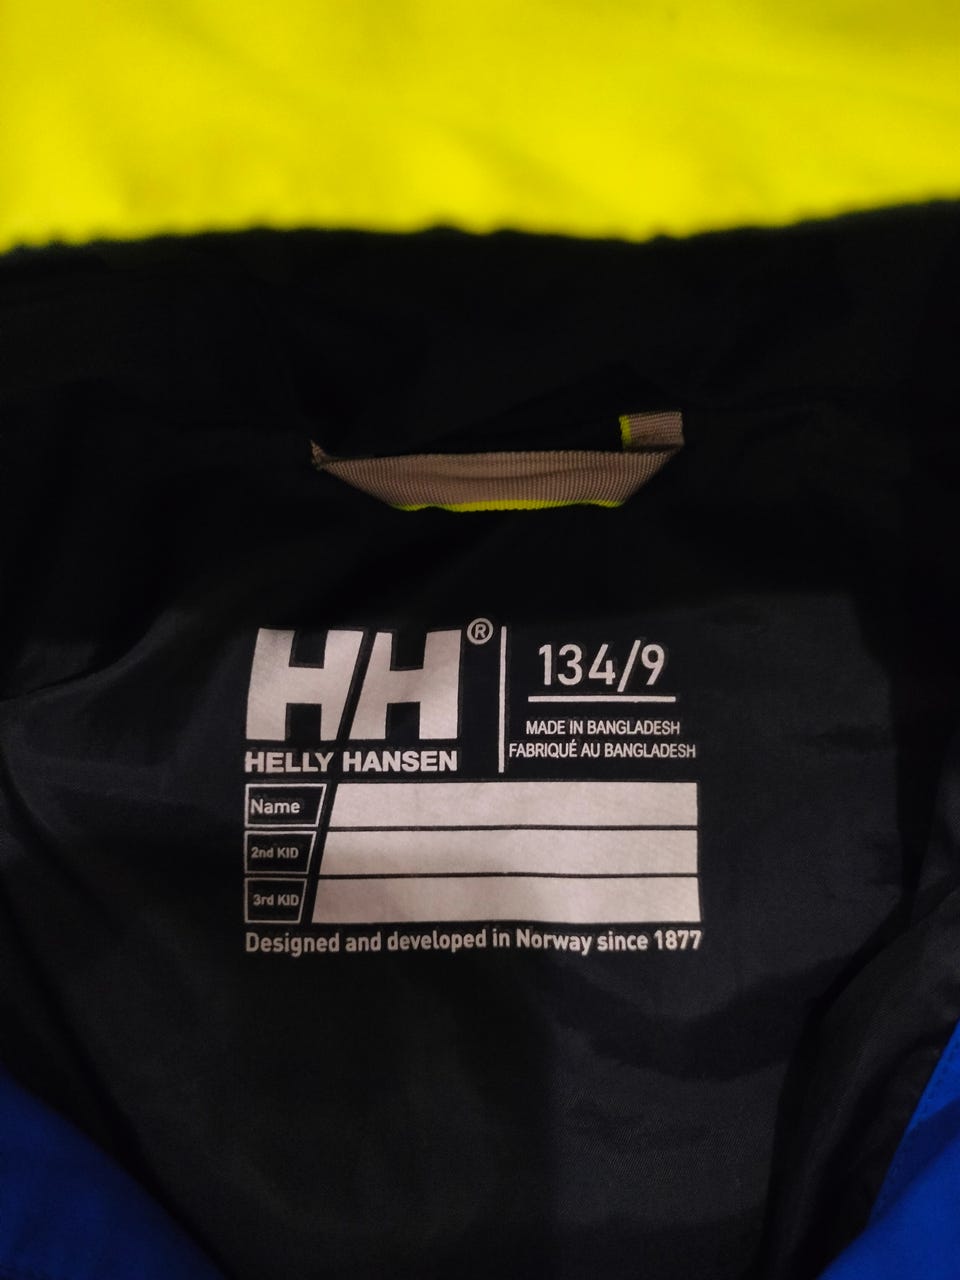 HH®
HELLY HANSEN
134/9
MADE IN BANGLADESH
FABRIQUÉ AU BANGLADESH
Name
2nd KID
3rd KID
Designed and developed in Norway since 1877